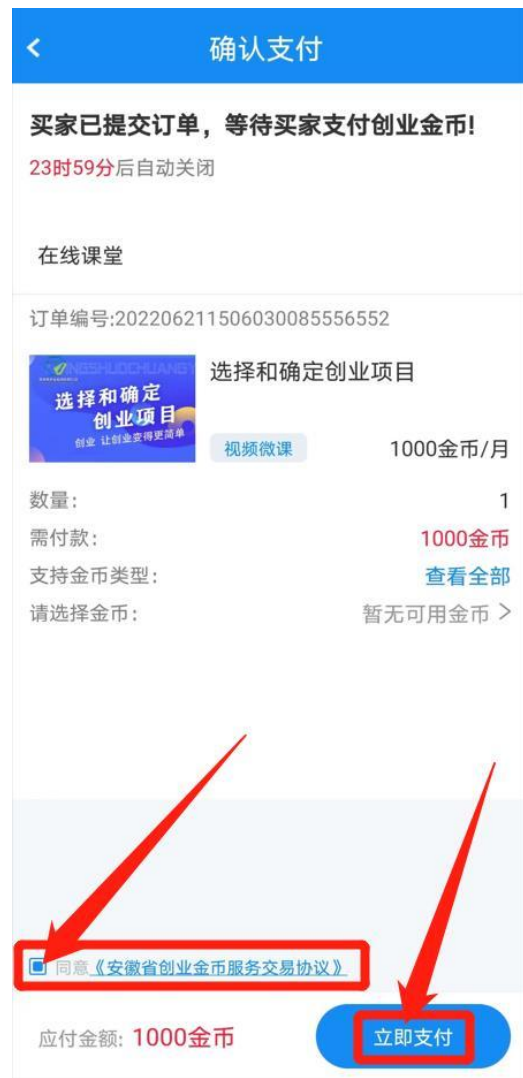 确认支付
买家已提交订单，等待买家支付创业金币!
23时59分后自动关闭
在线课堂
订单编号:202206211506030085556552
选择和确定
创业项目
创业 让创业变得更简单
选择和确定创业项目
视频微课 1000金币/月
数量: 1
需付款: 1000金币
支持金币类型: 查看全部
请选择金币: 暂无可用金币 >
同意《安徽省创业金币服务交易协议》
应付金额: 1000金币 立即支付